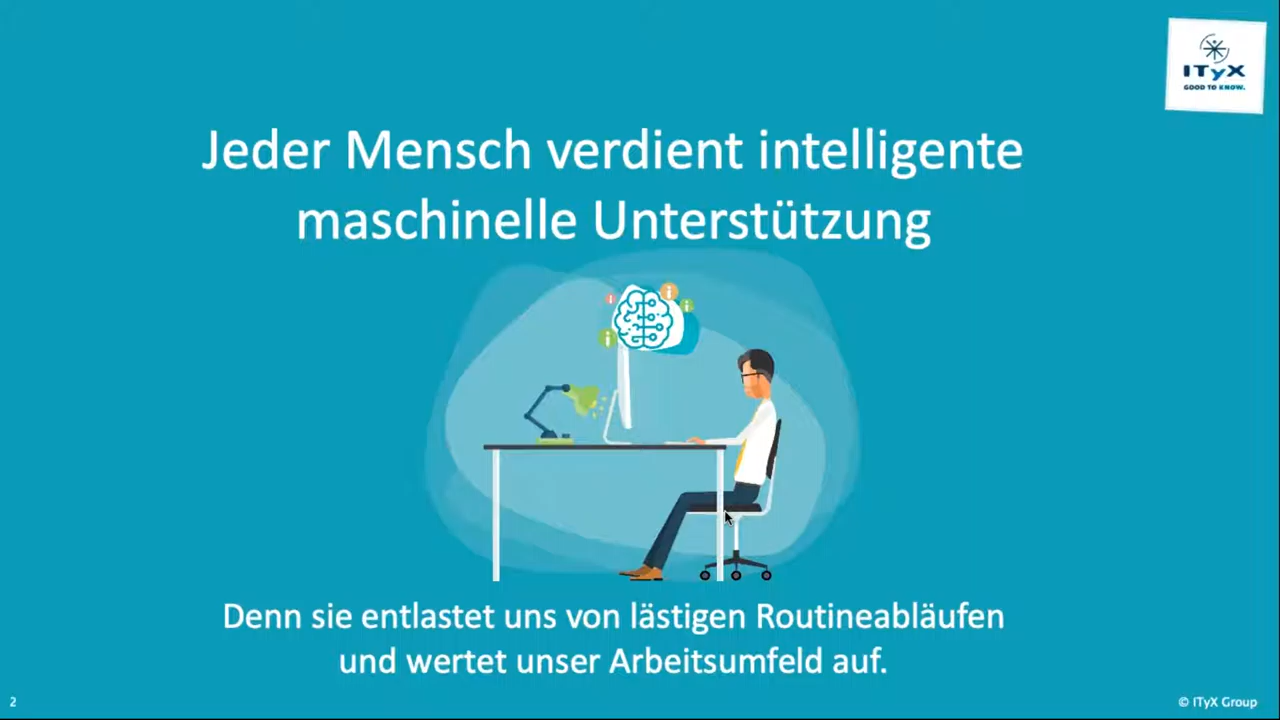 ITyX
GOOD TO KNOW.
Jeder Mensch verdient intelligente
maschinelle Unterstützung
Denn sie entlastet uns von lästigen Routineabläufen
und wertet unser Arbeitsumfeld auf.
2
© ITyX Group